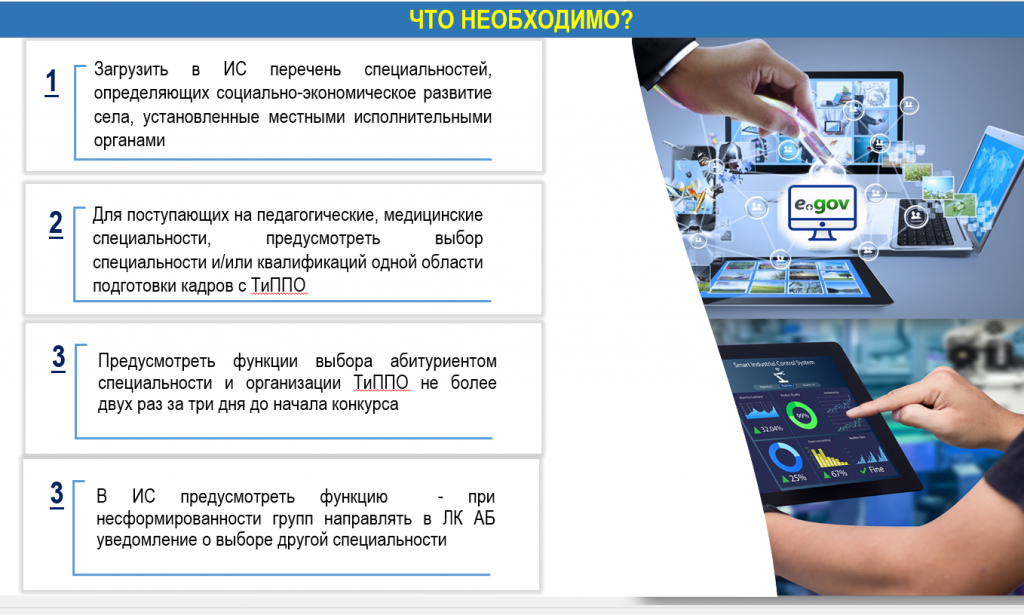 ЧТО НЕОБХОДИМО?
1
Загрузить в ИС перечень специальностей,
определяющих социально-экономическое развитие
села, установленные местными исполнительными
органами
2
Для поступающих на педагогические, медицинские
специальности, предусмотреть выбор
специальности и/или квалификаций одной области
подготовки кадров с ТиППО
3
Предусмотреть функции выбора абитуриентом
специальности и организации ТиППО не более
двух раз за три дня до начала конкурса
3
В ИС предусмотреть функцию - при
несформированности групп направлять в ЛК АБ
уведомление о выборе другой специальности
e.gov
Smart Industrial Control System
99%
32.04%
25%
67%
Fine